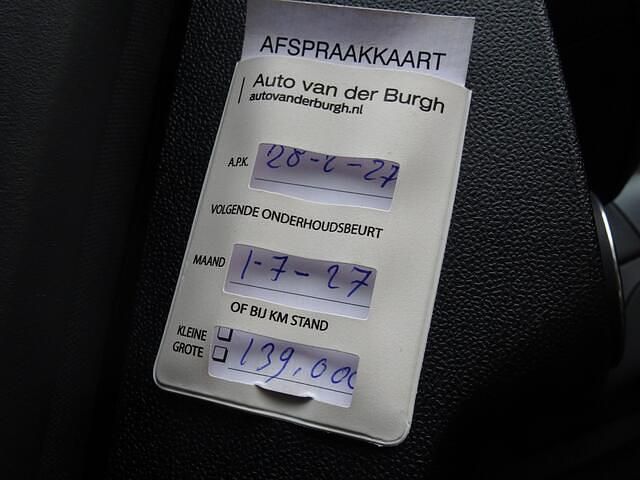 AFSPRAAKKAART
Auto van der Burgh
autovanderburgh.nl
A.P.K. 28-2-27
VOLGENDE ONDERHOUDSBEURT
MAAND 1-7-27
OF BIJ KM STAND
KLEINE
GROTE 139.000